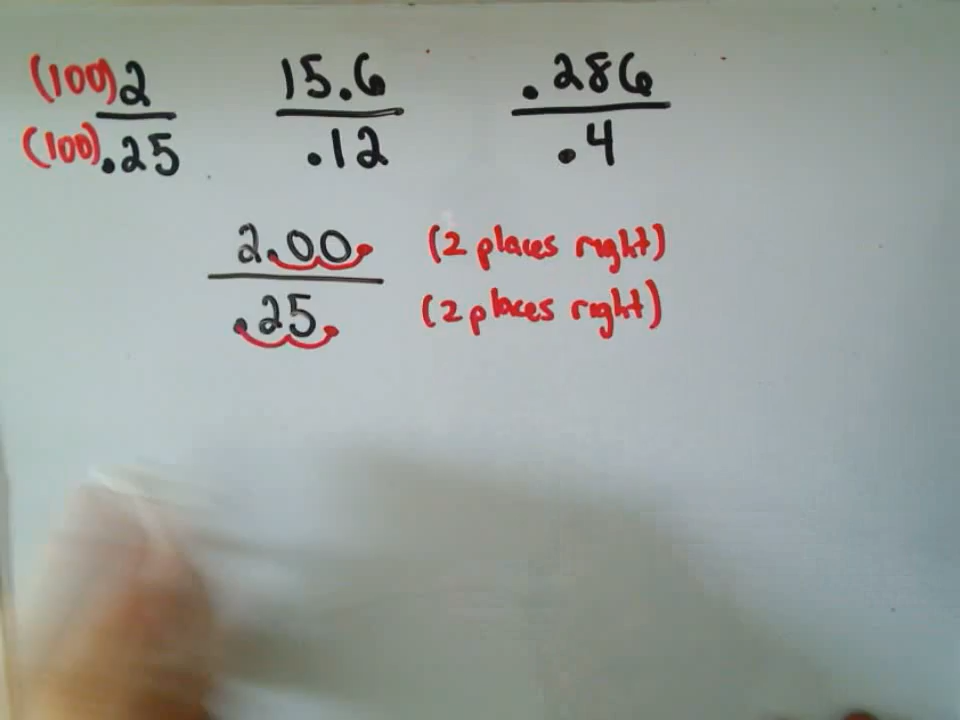 (100)2 15.6 .286
(100).25 .12 .4
2.00. (2 places right)
.25. (2 places right)